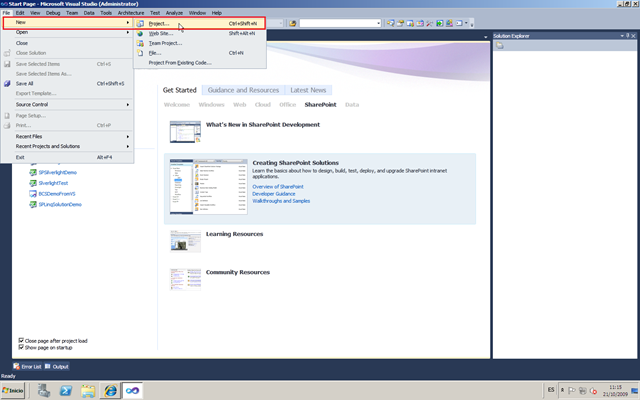 Start Page - Microsoft Visual Studio (Administrator)
File Edit View Debug Team Data Tools Architecture Test Analyze Window Help
New
Project... Ctrl+Shift+N
Open
Web Site... Shift+Alt+N
Close
Team Project...
Close Solution
File... Ctrl+N
Save Selected Items Ctrl+S
Project From Existing Code...
Save Selected Items As...
Save All Ctrl+Shift+S
Export Template...
Source Control
Page Setup...
Print... Ctrl+P
Recent Files
Recent Projects and Solutions
Exit Alt+F4
SPSilverlightDemo
SilverlightTest
BCSDemoFromVS
SPLinqSolutionDemo
Close page after project load
Show page on startup
Get Started Guidance and Resources Latest News
Welcome Windows Web Cloud Office SharePoint Data
What's New in SharePoint Development
Creating SharePoint Solutions
Learn the basics about how to design, build, test, deploy, and upgrade SharePoint intranet
applications.
Overview of SharePoint
Developer Guidance
Walkthroughs and Samples
Learning Resources
Community Resources
Solution Explorer
Error List Output
Ready
Inicio
ES
11:15
21/10/2009